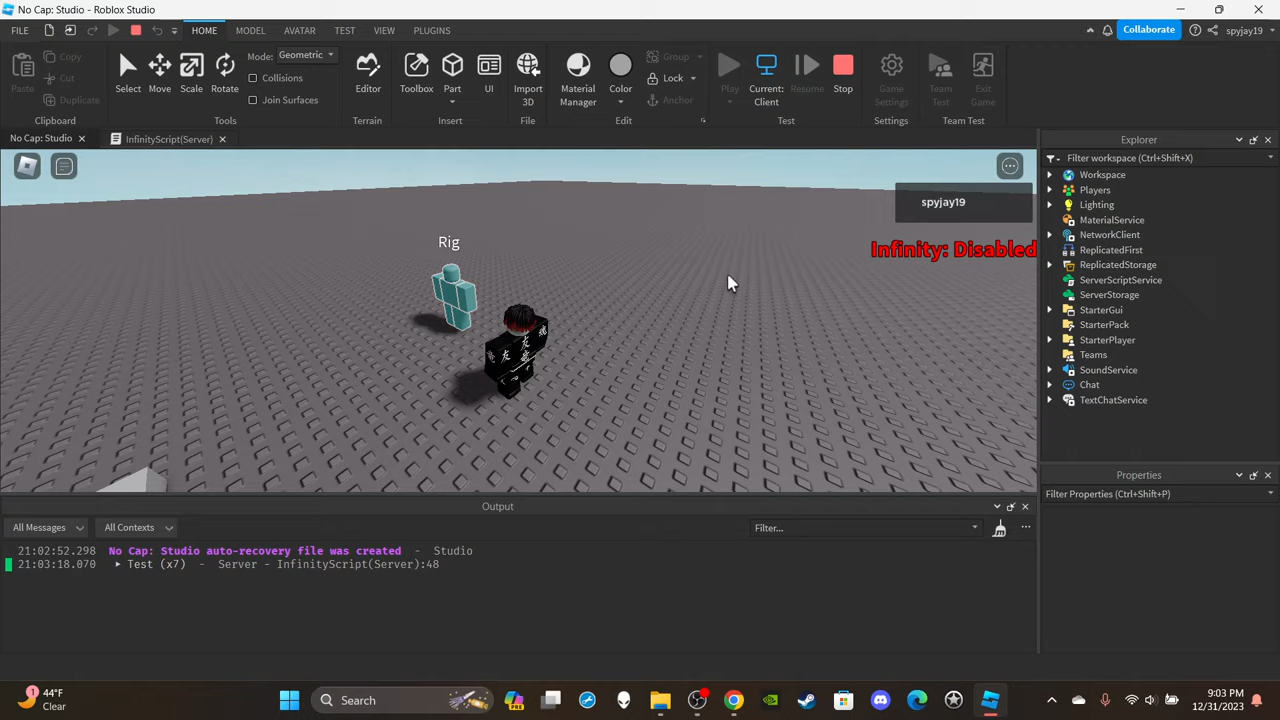 No Cap: Studio - Roblox Studio
FILE
HOME
MODEL
AVATAR
TEST
VIEW
PLUGINS
Collaborate
spyjay19
Paste
Copy
Cut
Duplicate
Clipboard
Select
Move
Scale
Rotate
Mode: Geometric
Collisions
Join Surfaces
Tools
Editor
Terrain
Toolbox
Part
UI
Insert
Import
3D
File
Material
Manager
Color
Group
Lock
Anchor
Edit
Play
Current:
Client
Resume
Stop
Test
Game
Settings
Settings
Team
Test
Exit
Game
Team Test
No Cap: Studio
InfinityScript(Server)
spyjay19
Infinity: Disabled
Rig
Explorer
Filter workspace (Ctrl+Shift+X)
Workspace
Players
Lighting
MaterialService
NetworkClient
ReplicatedFirst
ReplicatedStorage
ServerScriptService
ServerStorage
StarterGui
StarterPack
StarterPlayer
Teams
SoundService
Chat
TextChatService
Properties
Filter Properties (Ctrl+Shift+P)
Output
All Messages
All Contexts
Filter...
21:02:52.298 No Cap: Studio auto-recovery file was created - Studio
21:03:18.070 Test (x7) - Server - InfinityScript(Server):48
1
44°F
Clear
Search
PRE
9:03 PM
12/31/2023